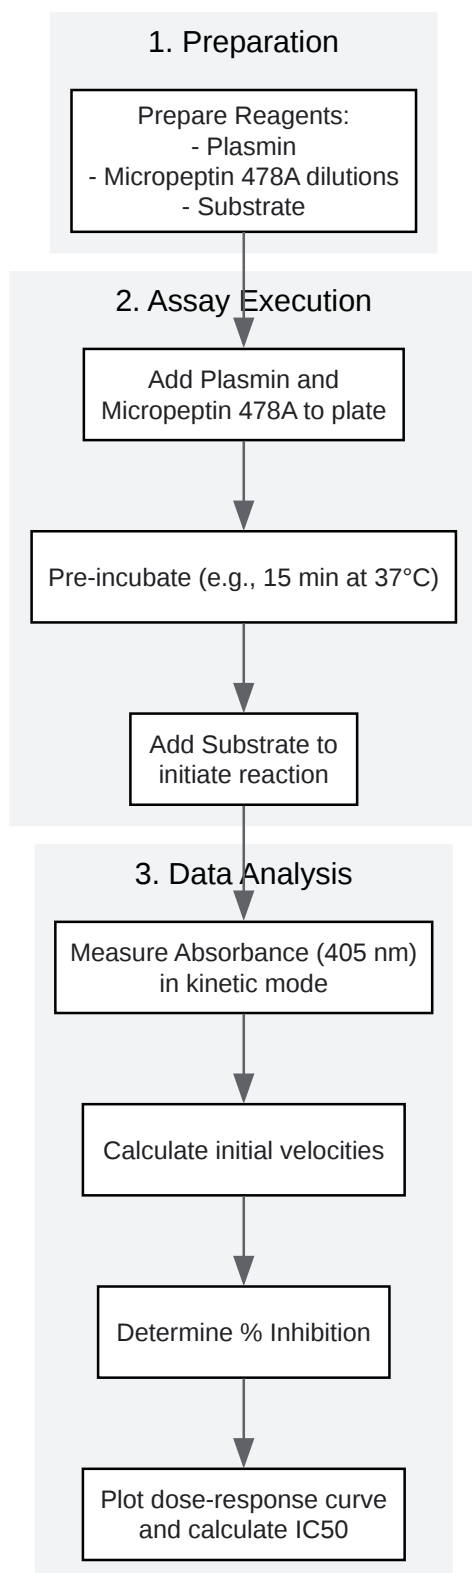 1. Preparation
Prepare Reagents:
- Plasmin
- Micropeptin 478A dilutions
- Substrate
2. Assay Execution
Add Plasmin and
Micropeptin 478A to plate
Pre-incubate (e.g., 15 min at 37°C)
Add Substrate to
initiate reaction
3. Data Analysis
Measure Absorbance (405 nm)
in kinetic mode
Calculate initial velocities
Determine % Inhibition
Plot dose-response curve
and calculate IC50